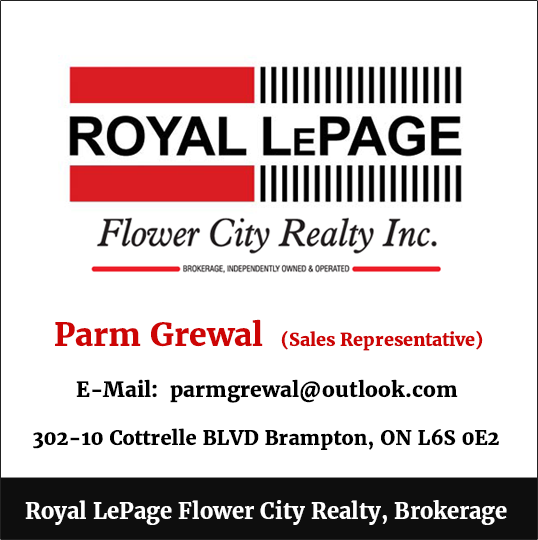 ROYAL LEPAGE
Flower City Realty Inc.
BROKERAGE, INDEPENDENTLY OWNED & OPERATED
Parm Grewal (Sales Representative)
E-Mail: parmgrewal@outlook.com
302-10 Cottrelle BLVD Brampton, ON L6S 0E2
Royal LePage Flower City Realty, Brokerage